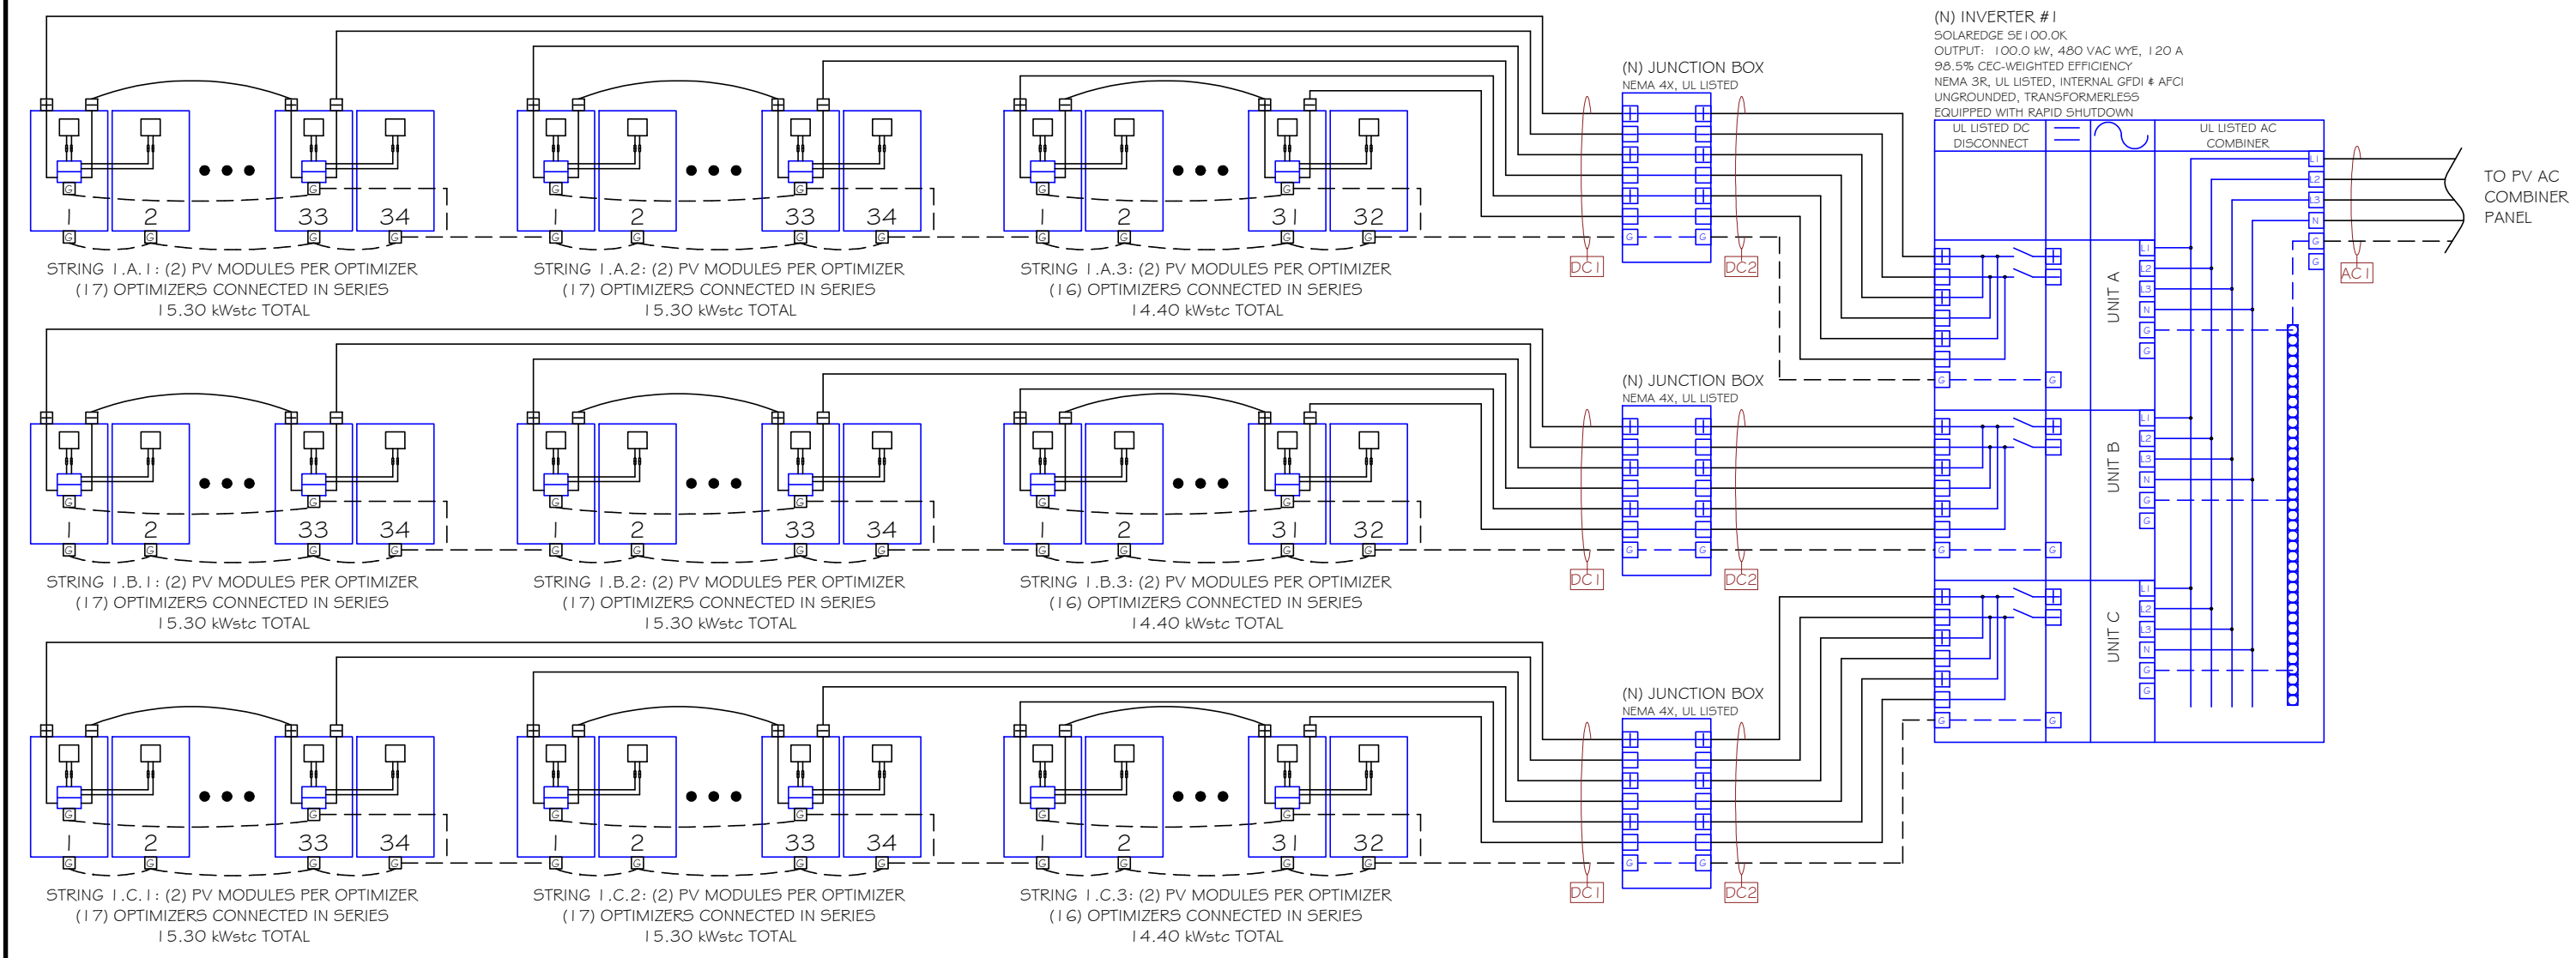 (N) INVERTER #1
SOLAREDGE SE100.0K
OUTPUT: 100.0 kW, 480 VAC WYE, 120 A
98.5% CEC-WEIGHTED EFFICIENCY
NEMA 3R, UL LISTED, INTERNAL GFDI & AFCI
UNGROUNDED, TRANSFORMERLESS
EQUIPPED WITH RAPID SHUTDOWN
UL LISTED DC
DISCONNECT
UL LISTED AC
COMBINER
(N) JUNCTION BOX
NEMA 4X, UL LISTED
L1
L2
L3
N
G
G
TO PV AC
COMBINER
PANEL
AC1
G G G G G G
1 2 33 34 1 2 33 34 1 2 31 32
G G G G G G G G G G G G
G G
DC1 DC2
STRING 1.A.1: (2) PV MODULES PER OPTIMIZER
(17) OPTIMIZERS CONNECTED IN SERIES
15.30 kWstc TOTAL
STRING 1.A.2: (2) PV MODULES PER OPTIMIZER
(17) OPTIMIZERS CONNECTED IN SERIES
15.30 kWstc TOTAL
STRING 1.A.3: (2) PV MODULES PER OPTIMIZER
(16) OPTIMIZERS CONNECTED IN SERIES
14.40 kWstc TOTAL
UNIT A
L1
L2
L3
N
G
G
G G
(N) JUNCTION BOX
NEMA 4X, UL LISTED
G G G G G G
1 2 33 34 1 2 33 34 1 2 31 32
G G G G G G G G G G G G
G G
DC1 DC2
STRING 1.B.1: (2) PV MODULES PER OPTIMIZER
(17) OPTIMIZERS CONNECTED IN SERIES
15.30 kWstc TOTAL
STRING 1.B.2: (2) PV MODULES PER OPTIMIZER
(17) OPTIMIZERS CONNECTED IN SERIES
15.30 kWstc TOTAL
STRING 1.B.3: (2) PV MODULES PER OPTIMIZER
(16) OPTIMIZERS CONNECTED IN SERIES
14.40 kWstc TOTAL
UNIT B
L1
L2
L3
N
G
G
G G
(N) JUNCTION BOX
NEMA 4X, UL LISTED
G G G G G G
1 2 33 34 1 2 33 34 1 2 31 32
G G G G G G G G G G G G
G G
DC1 DC2
STRING 1.C.1: (2) PV MODULES PER OPTIMIZER
(17) OPTIMIZERS CONNECTED IN SERIES
15.30 kWstc TOTAL
STRING 1.C.2: (2) PV MODULES PER OPTIMIZER
(17) OPTIMIZERS CONNECTED IN SERIES
15.30 kWstc TOTAL
STRING 1.C.3: (2) PV MODULES PER OPTIMIZER
(16) OPTIMIZERS CONNECTED IN SERIES
14.40 kWstc TOTAL
UNIT C
L1
L2
L3
N
G
G
G G